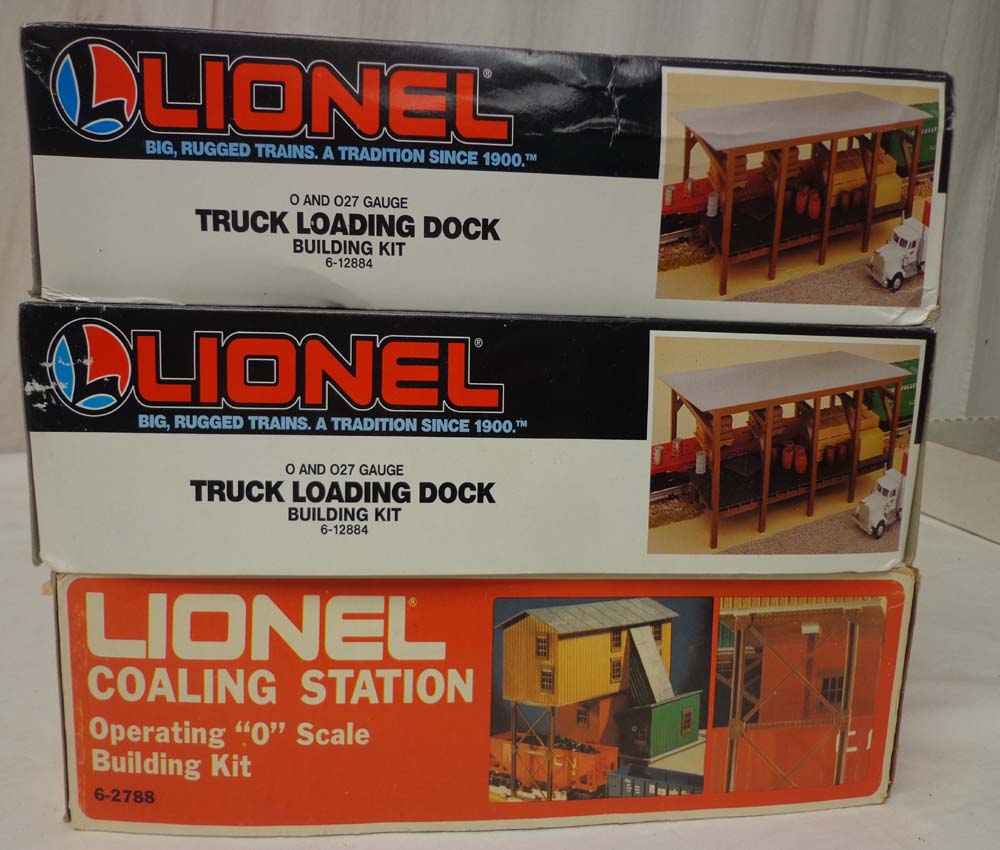 LIONEL®
BIG, RUGGED TRAINS. A TRADITION SINCE 1900.™
O AND O27 GAUGE
TRUCK LOADING DOCK
BUILDING KIT
6-12884
LIONEL®
BIG, RUGGED TRAINS. A TRADITION SINCE 1900.™
O AND O27 GAUGE
TRUCK LOADING DOCK
BUILDING KIT
6-12884
LIONEL®
COALING STATION
Operating "O" Scale
Building Kit
6-2788
CN